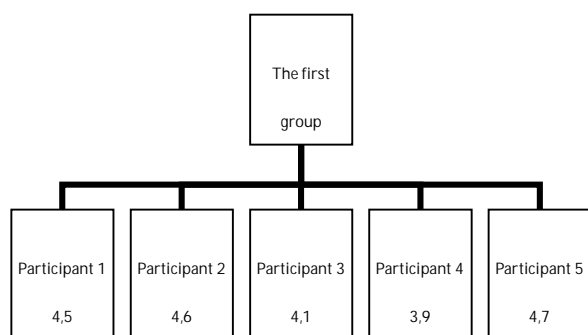 The first
group
Participant 1
4,5
Participant 2
4,6
Participant 3
4,1
Participant 4
3,9
Participant 5
4,7